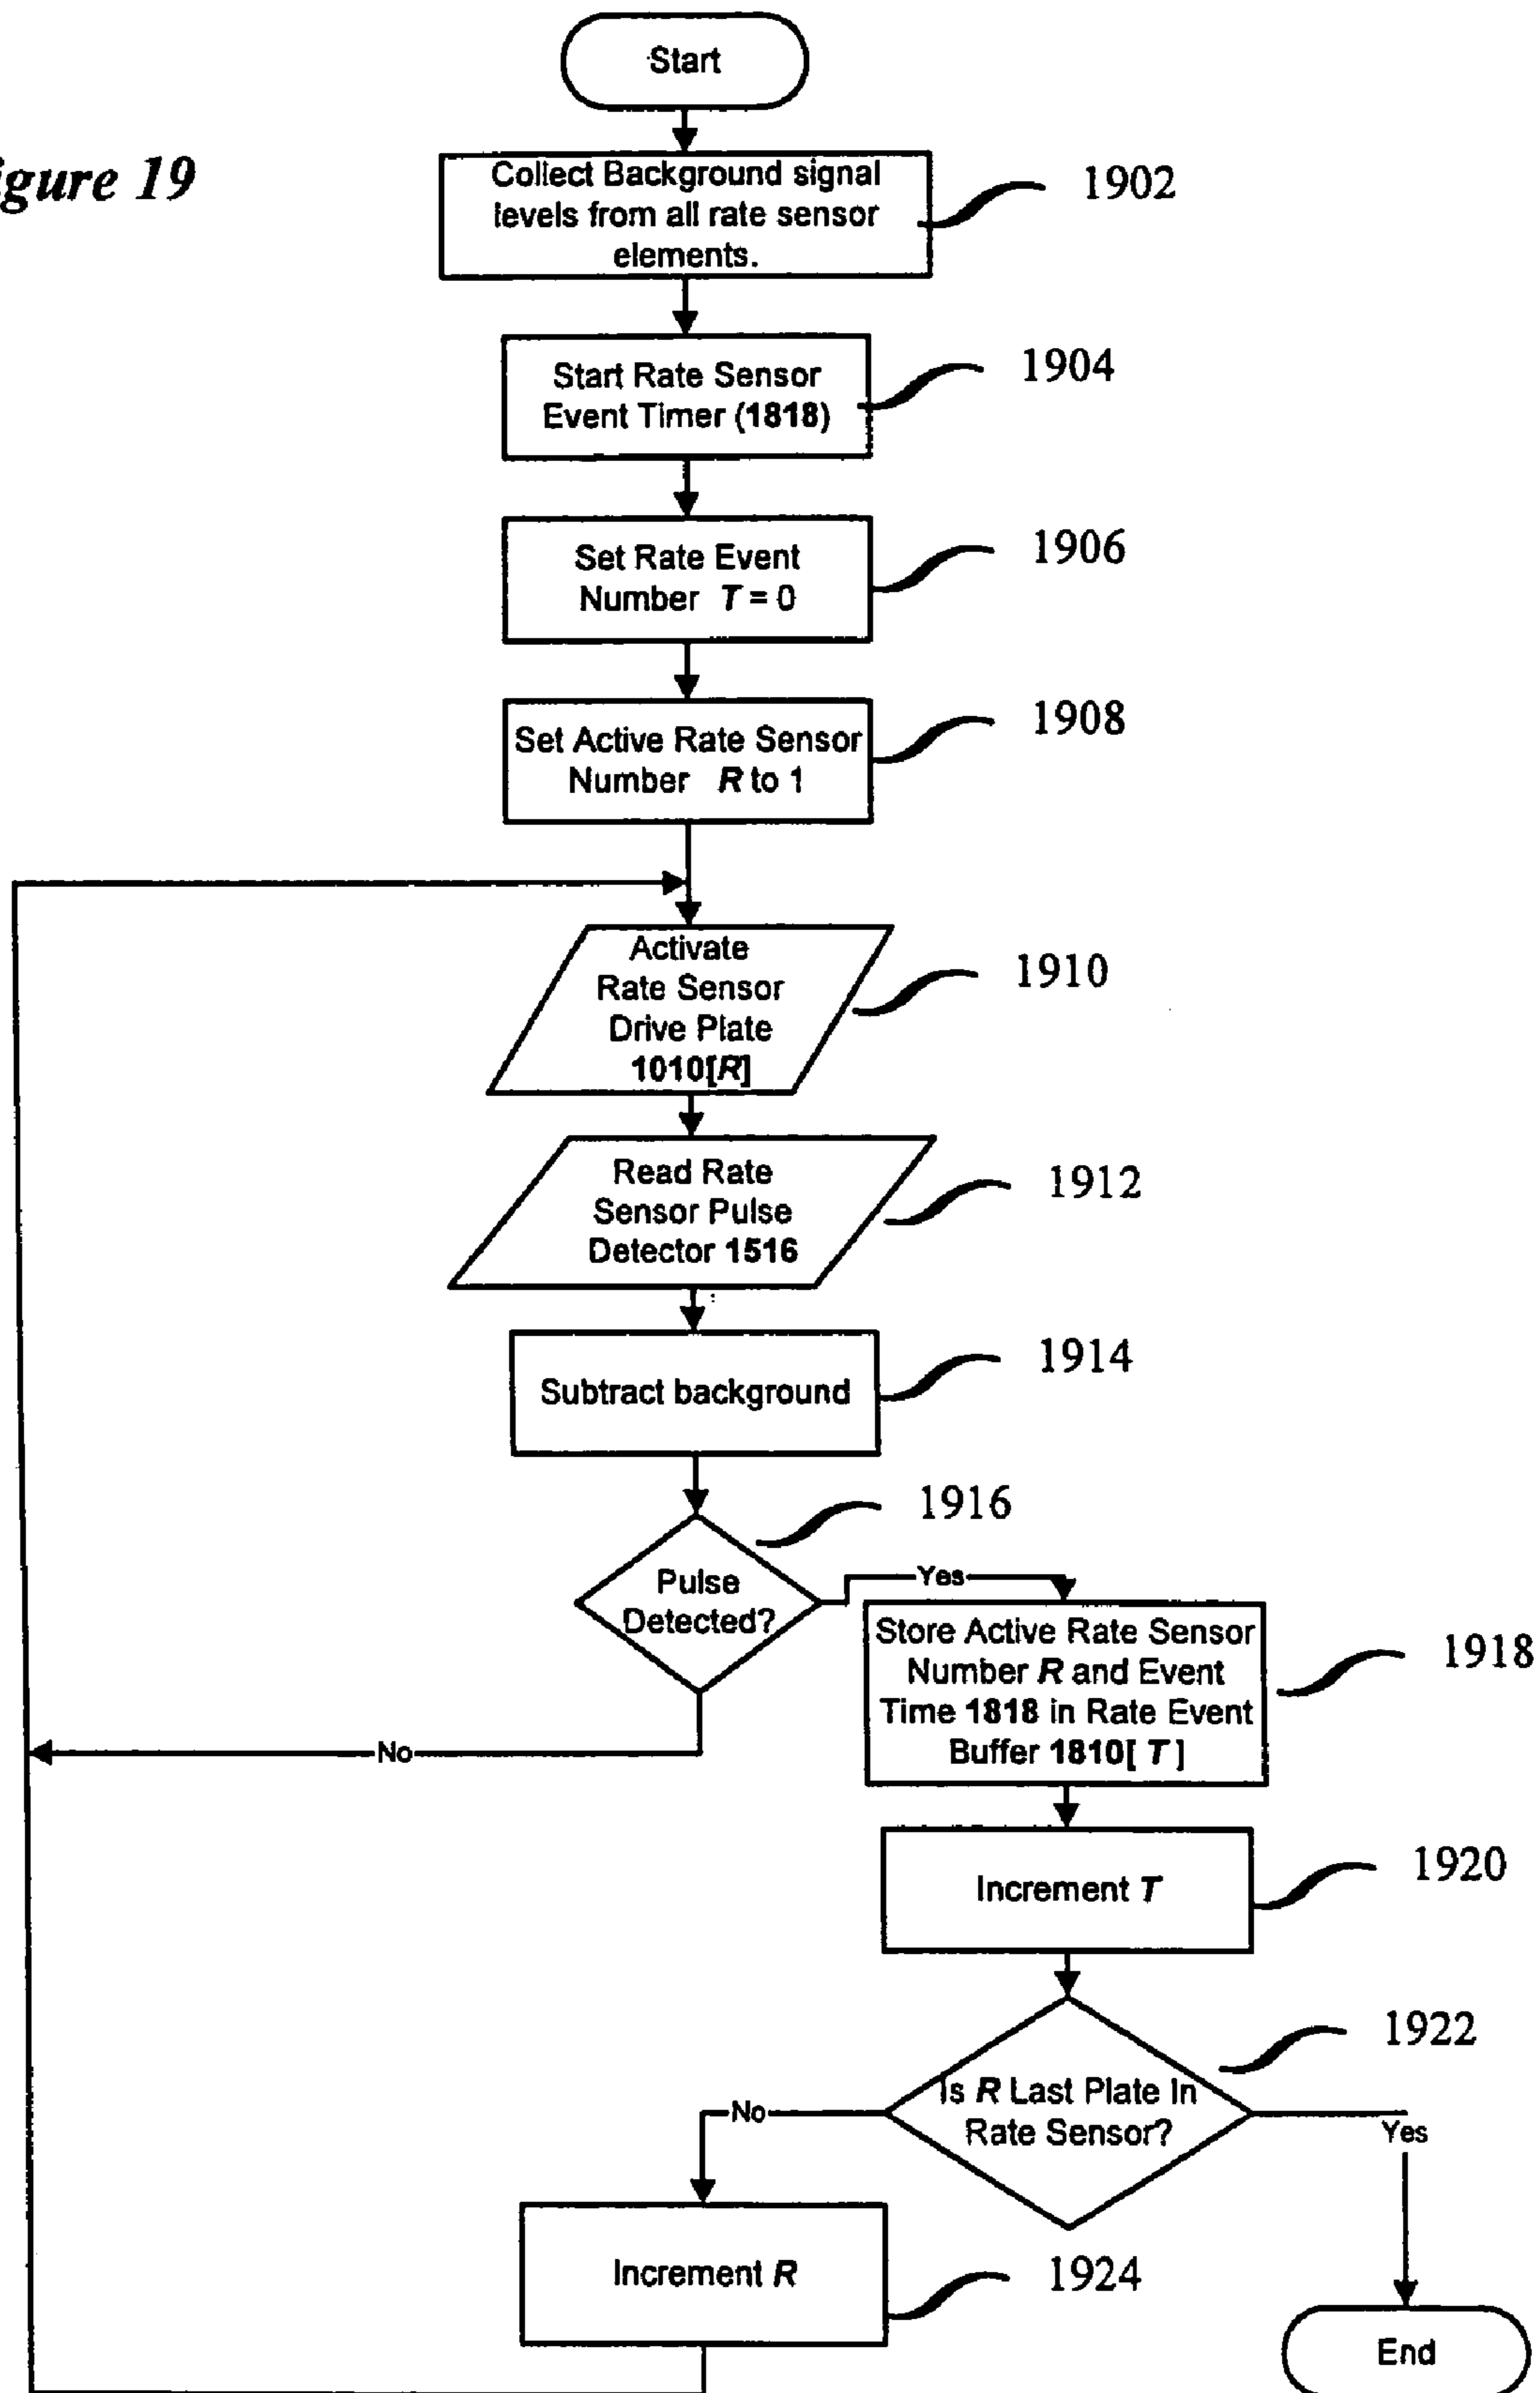 Start
igure 19
Collect Background signal
levels from all rate sensor
elements.
1902
Start Rate Sensor
Event Timer (1818)
1904
Set Rate Event
Number T = 0
1906
Set Active Rate Sensor
Number R to 1
1908
Activate
Rate Sensor
Drive Plate
1010[R]
1910
Read Rate
Sensor Pulse
Detector 1516
1912
Subtract background
1914
1916
Pulse
Detected?
Yes
No
Store Active Rate Sensor
Number R and Event
Time 1818 in Rate Event
Buffer 1810[ T ]
1918
Increment T
1920
1922
Is R Last Plate In
Rate Sensor?
No
Yes
Increment R
1924
End